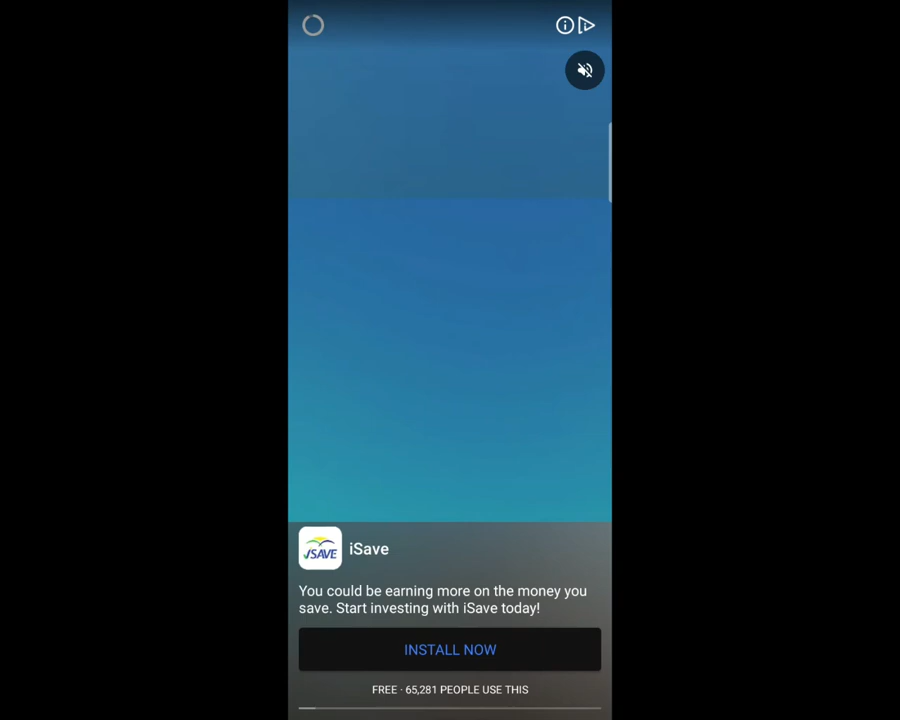 iSAVE
iSave
You could be earning more on the money you
save. Start investing with iSave today!
INSTALL NOW
FREE · 65,281 PEOPLE USE THIS